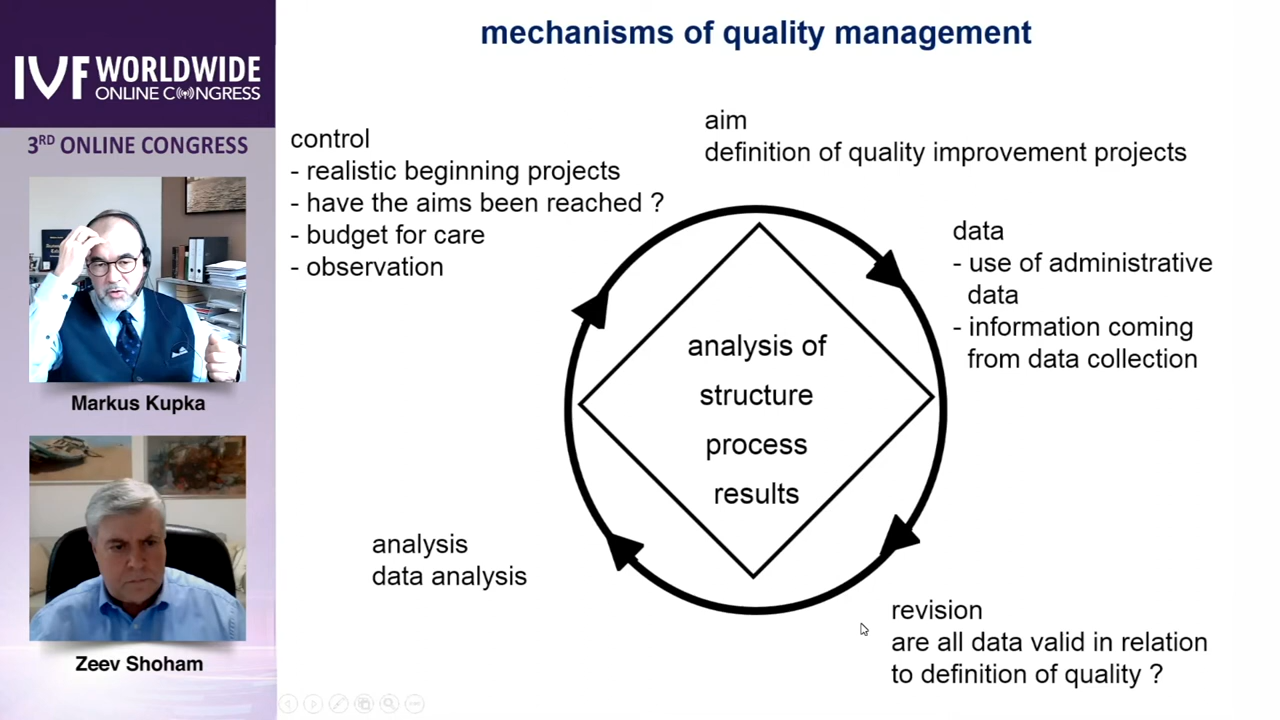 IVF WORLDWIDE
ONLINE CONGRESS
3RD ONLINE CONGRESS
Markus Kupka
Zeev Shoham
mechanisms of quality management
control
- realistic beginning projects
- have the aims been reached ?
- budget for care
- observation
aim
definition of quality improvement projects
data
- use of administrative
data
- information coming
from data collection
analysis of
structure
process
results
analysis
data analysis
revision
are all data valid in relation
to definition of quality ?